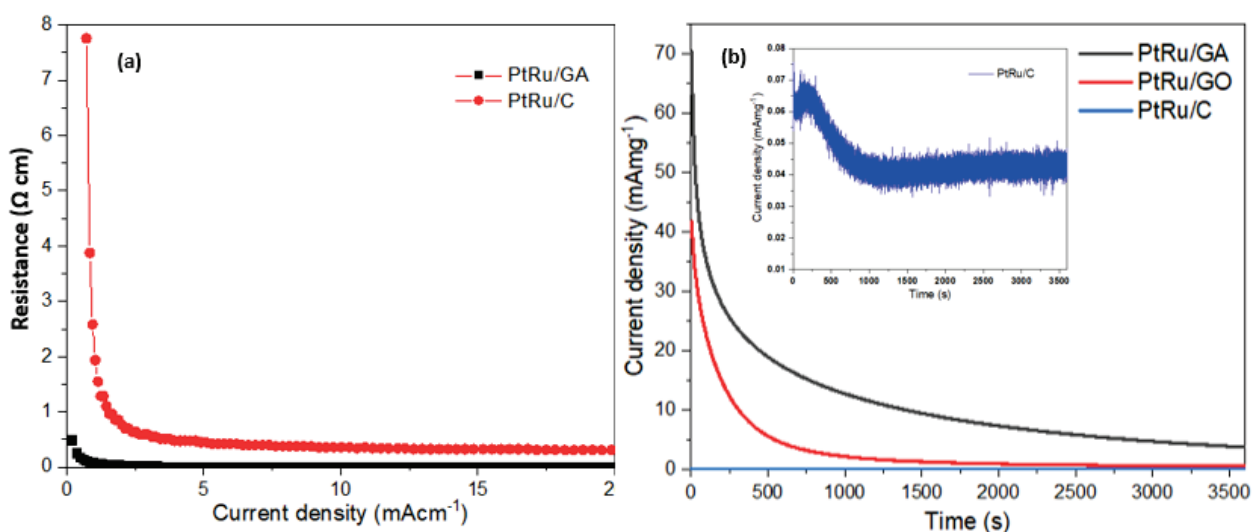 (a)
PtRu/GA
PtRu/C
Resistance (Ω cm)
8
7
6
5
4
3
2
1
0
0 5 10 15 2
Current density (mAcm⁻¹)
(b)
PtRu/GA
PtRu/GO
PtRu/C
Current density (mAmg⁻¹)
70
60
50
40
30
20
10
0
0 500 1000 1500 2000 2500 3000 3500
Time (s)
PtRu/C
Current density (mAmg⁻¹)
0.08
0.07
0.06
0.05
0.04
0.03
0.02
0.01
0 500 1000 1500 2000 2500 3000 3500
Time (s)